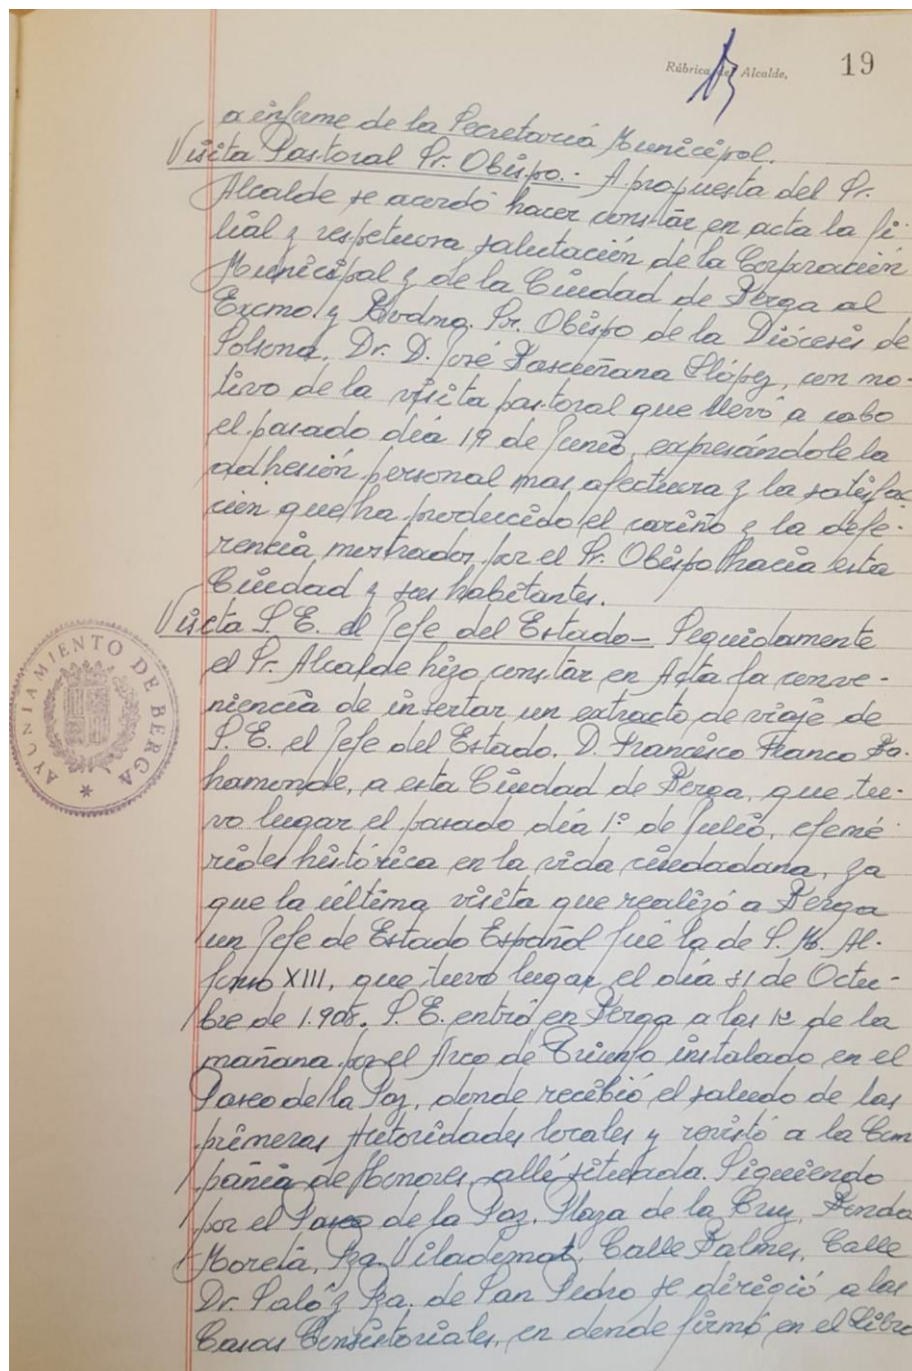 Rúbrica del Alcalde,
19
a informe de la Secretaría Municipal.
Visita Pastoral Sr. Obispo.- A propuesta del Sr.
Alcalde se acordó hacer constar en acta la fi-
lial y respetuosa salutación de la Corporación
Municipal y de la Ciudad de Berga al
Excmo. y Rvdmo. Sr. Obispo de la Diócesis de
Solsona, Dr. D. José Bascuñana Llópez, con mo-
tivo de la visita pastoral que llevó a cabo
el pasado día 19 de Junio, expresándole la
adhesión personal mas afectuosa y la satisfac
ción que ha producido el cariño y la defe-
rencia mostrados por el Sr. Obispo hacia esta
Ciudad y sus habitantes.
Visita S. E. el Jefe del Estado- Seguidamente
el Sr. Alcalde hizo constar en Acta la conve-
niencia de insertar un extracto de viaje de
S. E. el Jefe del Estado, D. Francisco Franco Ba-
hamonde, a esta Ciudad de Berga, que tu-
vo lugar el pasado día 1º de Julio, efemé
rides histórica en la vida ciudadana, ya
que la última visita que realizó a Berga
un Jefe de Estado Español fué la de S. M. Al-
fonso XIII, que tuvo lugar el día 31 de Octu-
bre de 1.908. S. E. entró en Berga a las 12 de la
mañana por el Arco de Triunfo instalado en el
Paseo de la Paz, donde recibió el saludo de las
primeras Autoridades locales y revistó a la Com
pañia de Honores, allí situada. Siguiendo
por el Paseo de la Paz, Plaza de la Cruz, Ronda
Moreta, Pza. Vilademat, Calle Balmes, Calle
Dr. Saló y Pza. de San Pedro se dirigió a las
Casas Consistoriales, en donde firmó en el Libro
AYUNTAMIENTO DE BERGA